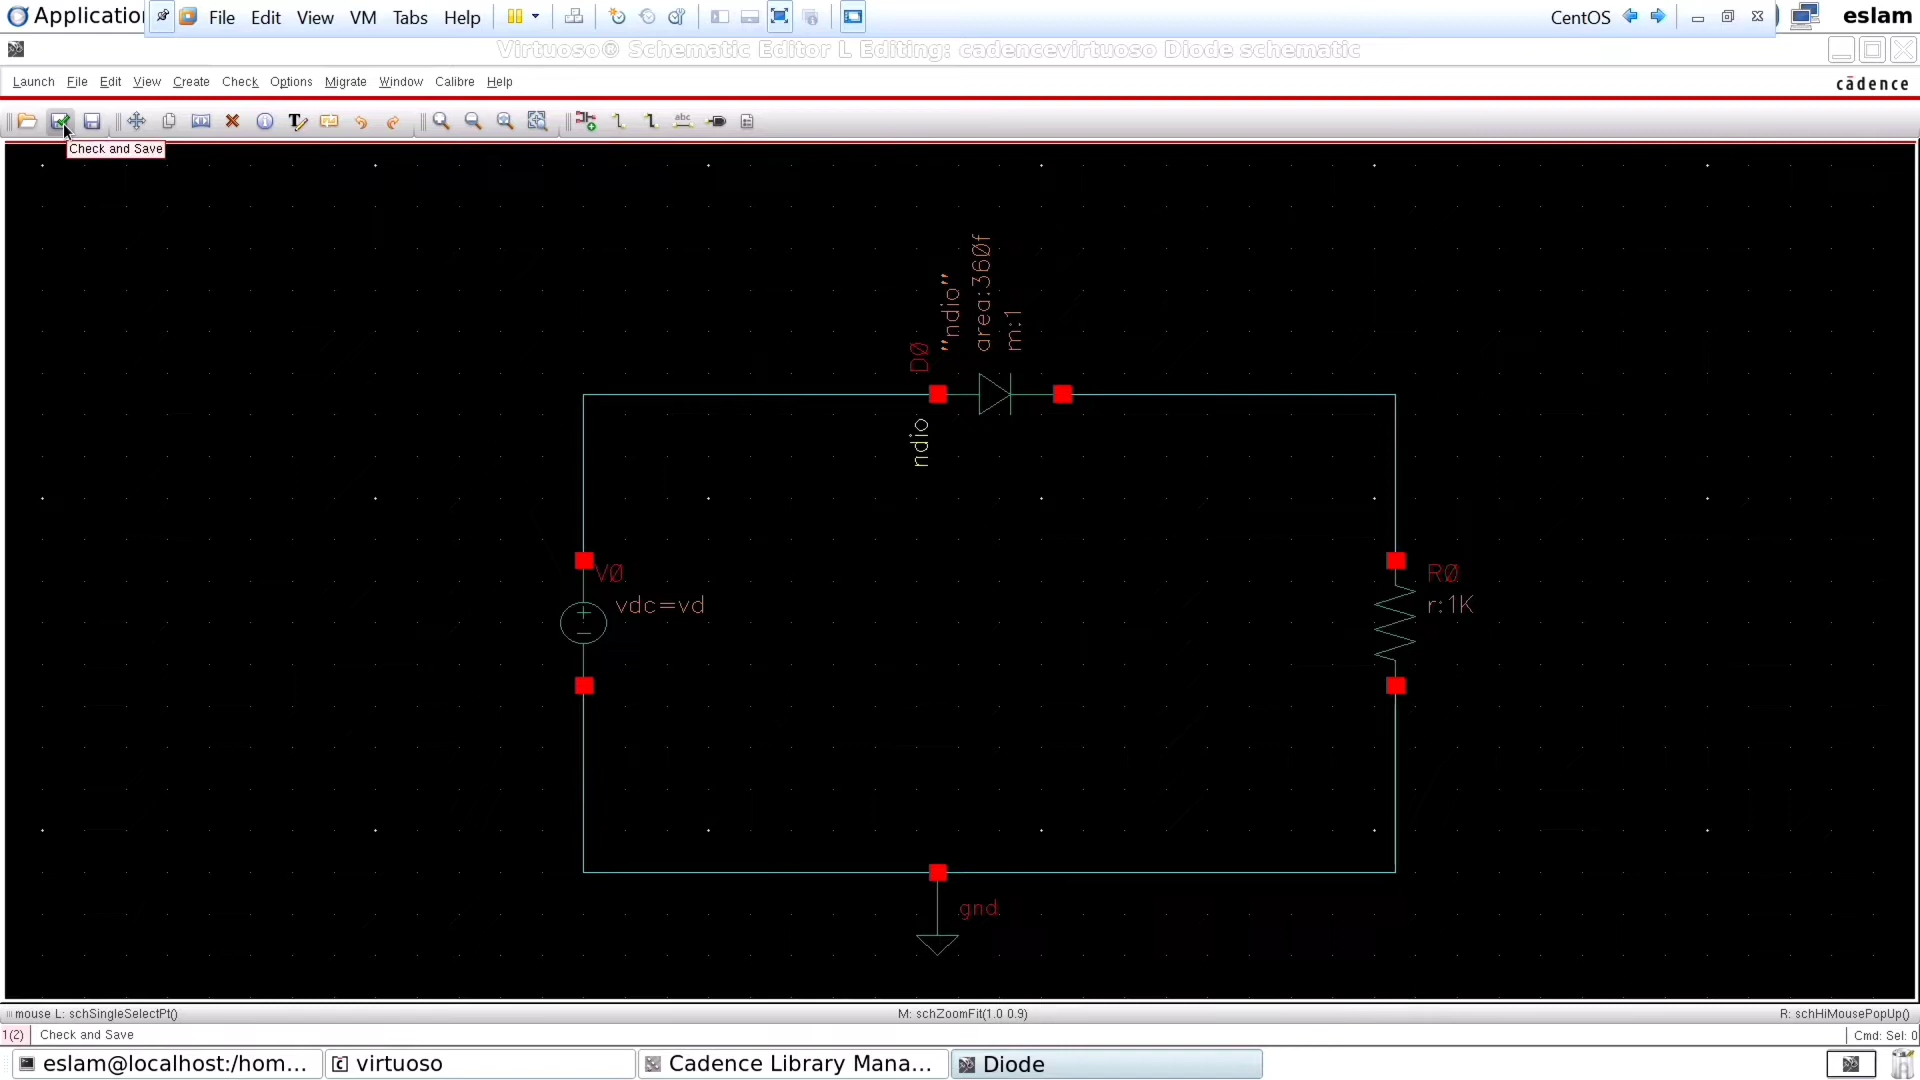 Applicatio
File Edit View VM Tabs Help
CentOS
eslam
Virtuoso® Schematic Editor L Editing: cadencevirtuoso Diode schematic
Launch File Edit View Create Check Options Migrate Window Calibre Help
cādence
abc
Check and Save
D0
"ndio"
area:360f
m:1
ndio
V0
vdc=vd
R0
r:1K
gnd
mouse L: schSingleSelectPt()
M: schZoomFit(1.0 0.9)
R: schHiMousePopUp()
1(2)
Check and Save
Cmd: Sel: 0
eslam@localhost:/hom...
virtuoso
Cadence Library Mana...
Diode